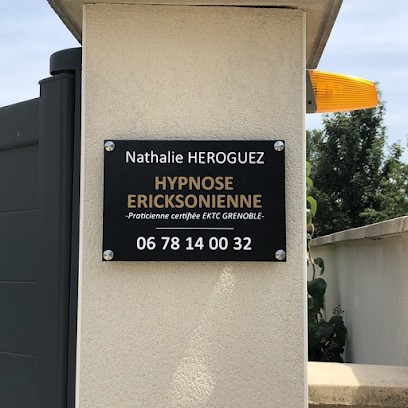 Nathalie HEROGUEZ
HYPNOSE
ERICKSONIENNE
-Praticienne certifiée EKTC GRENOBLE-
06 78 14 00 32